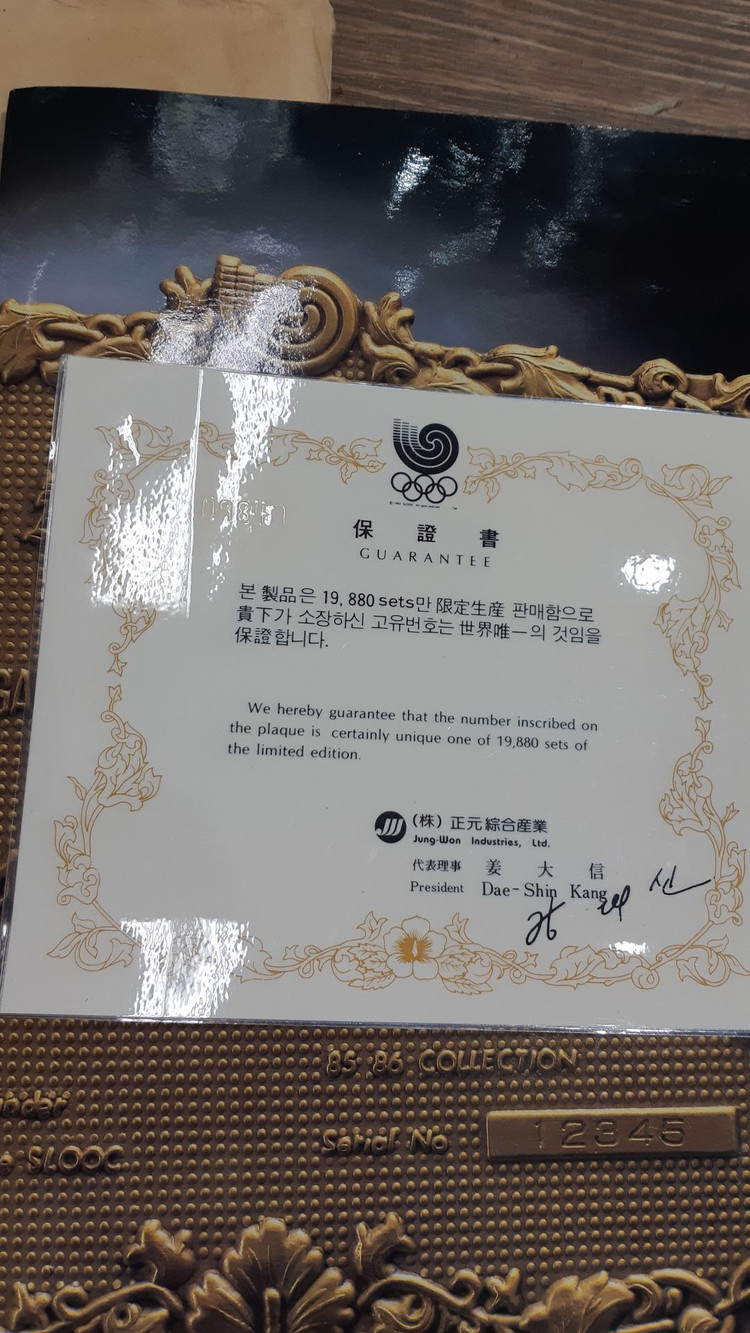 保 證 書
GUARANTEE
본 製品은 19,880 sets만 限定生産 판매함으로
貴下가 소장하신 고유번호는 世界唯一의 것임을
保證합니다.
We hereby guarantee that the number inscribed on
the plaque is certainly unique one of 19,880 sets of
the limited edition.
(株) 正元綜合産業
Jung-Won Industries, Ltd.
代表理事 姜 大 信
President Dae-Shin Kang
강 대 신
85 86 COLLECTION
Serial No 12345
SLOOC